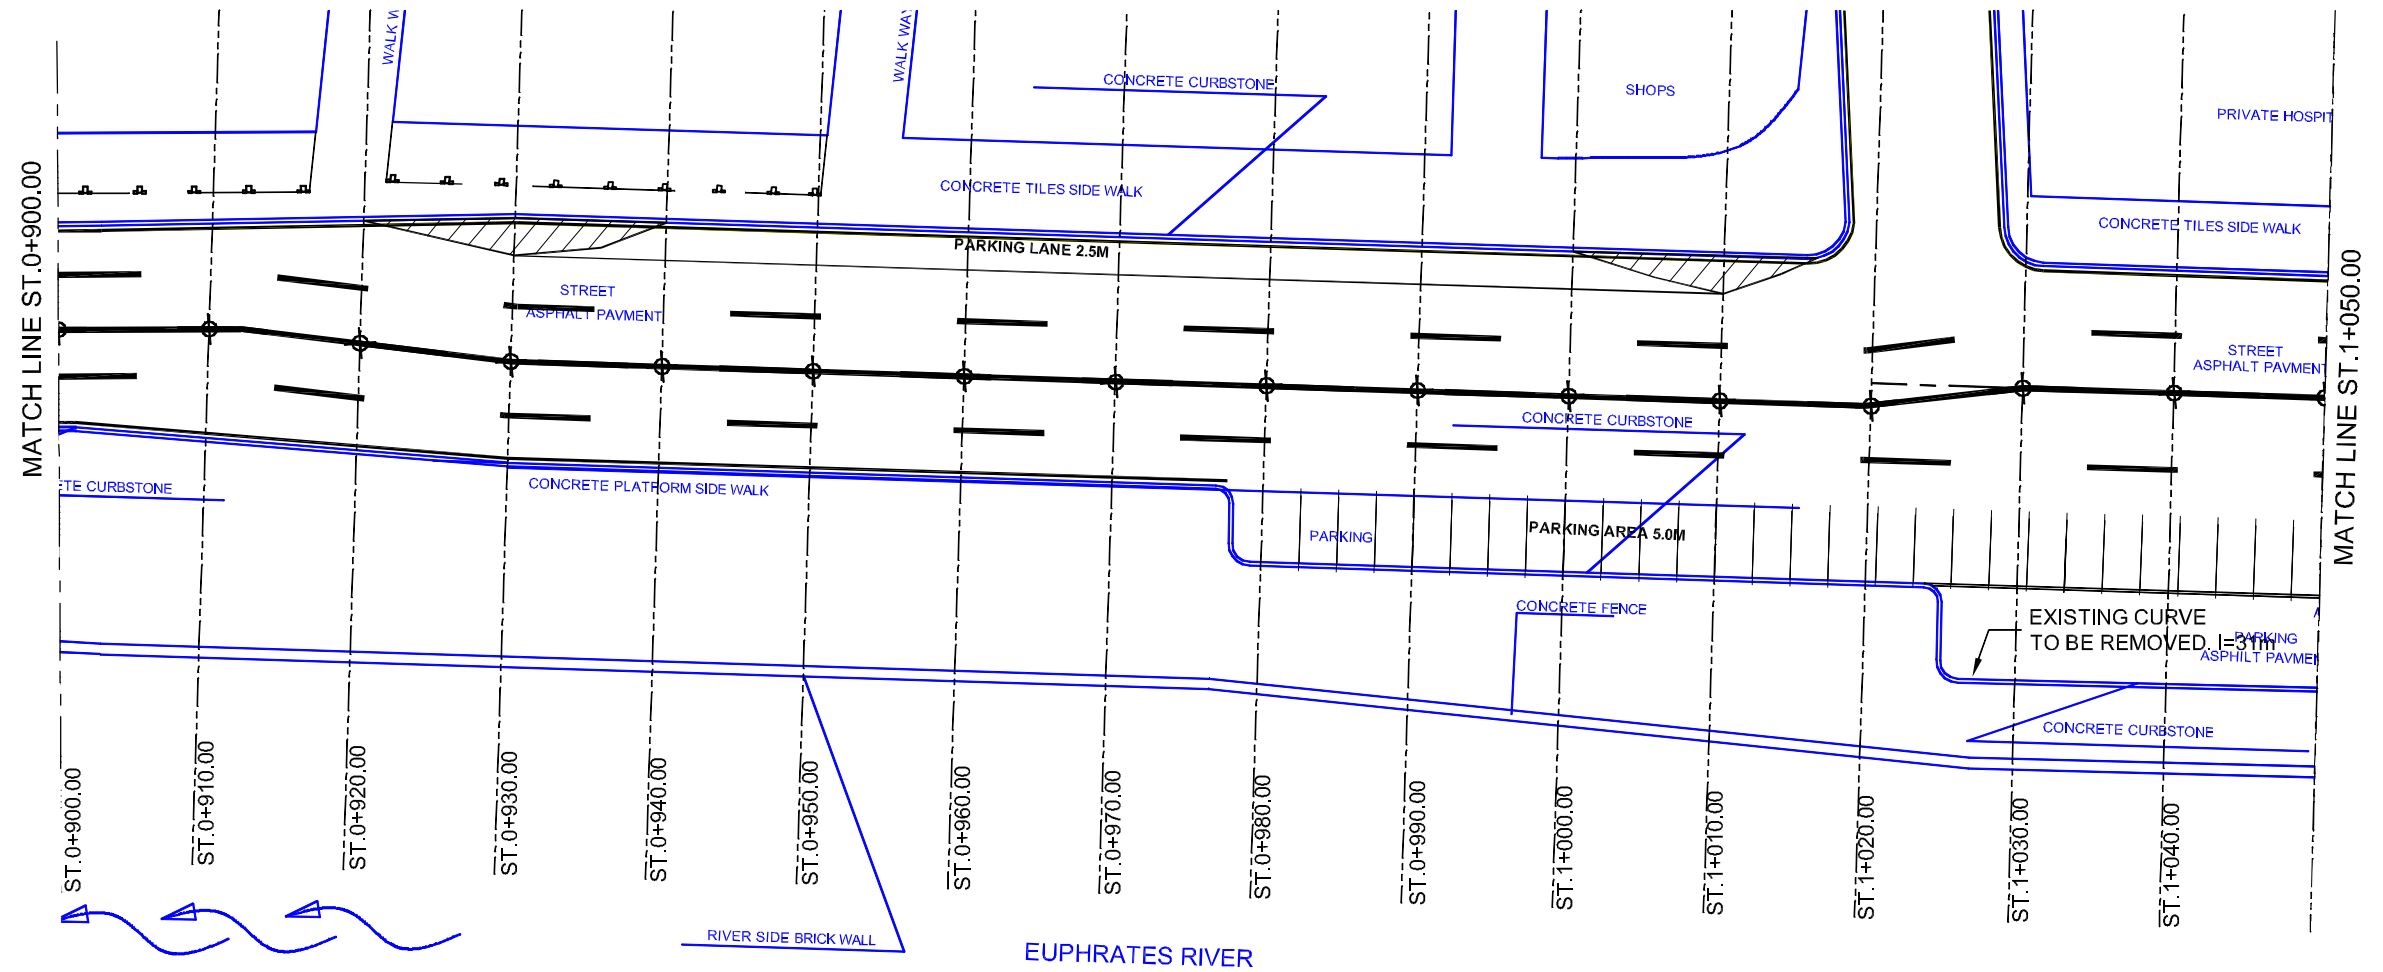 WALK W
WALK WAY
CONCRETE CURBSTONE
SHOPS
PRIVATE HOSPIT
MATCH LINE ST.0+900.00
CONCRETE TILES SIDE WALK
CONCRETE TILES SIDE WALK
PARKING LANE 2.5M
MATCH LINE ST.1+050.00
STREET
ASPHALT PAVMENT
STREET
ASPHALT PAVMENT
CONCRETE CURBSTONE
TE CURBSTONE
CONCRETE PLATFORM SIDE WALK
PARKING
PARKING AREA 5.0M
CONCRETE FENCE
EXISTING CURVE
TO BE REMOVED. l=31m
PARKING
ASPHILT PAVMEN
CONCRETE CURBSTONE
ST.0+900.00
ST.0+910.00
ST.0+920.00
ST.0+930.00
ST.0+940.00
ST.0+950.00
ST.0+960.00
ST.0+970.00
ST.0+980.00
ST.0+990.00
ST.1+000.00
ST.1+010.00
ST.1+020.00
ST.1+030.00
ST.1+040.00
RIVER SIDE BRICK WALL
EUPHRATES RIVER